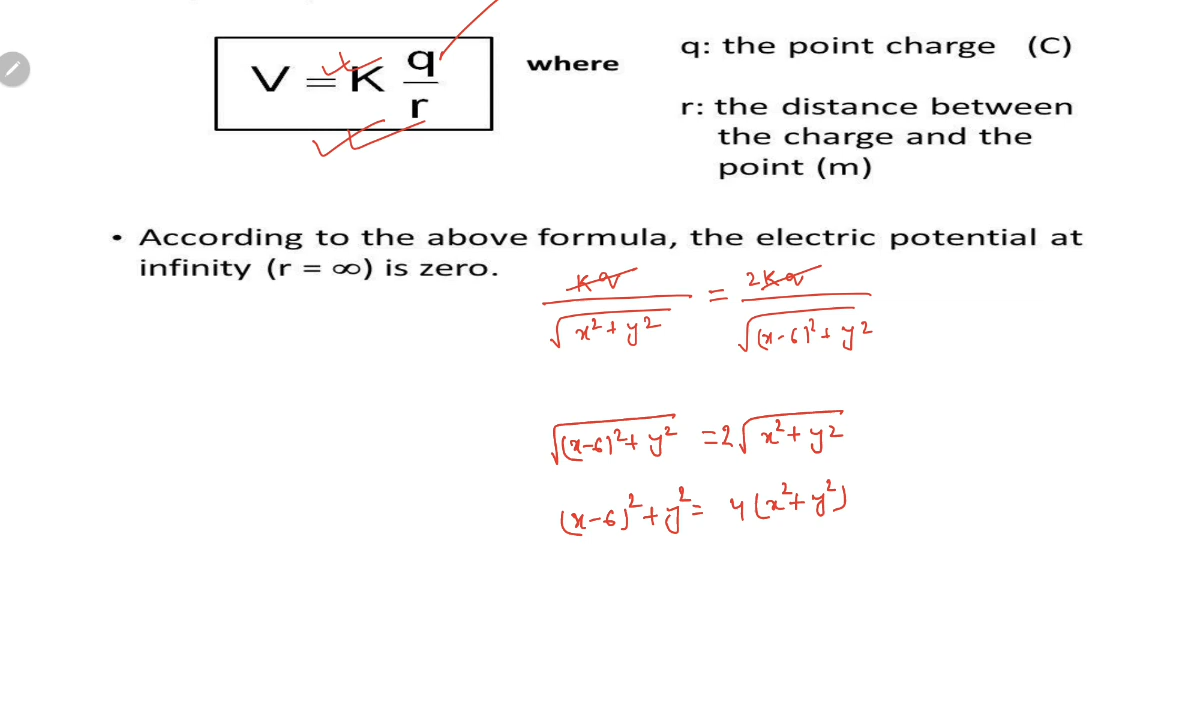 V = K q/r where
q: the point charge (C)
r: the distance between
the charge and the
point (m)
• According to the above formula, the electric potential at
infinity (r = ∞) is zero.
Kq/√(x²+y²) = 2Kq/√((x-6)²+y²)
√((x-6)²+y²) = 2√(x²+y²)
(x-6)²+y² = 4(x²+y²)